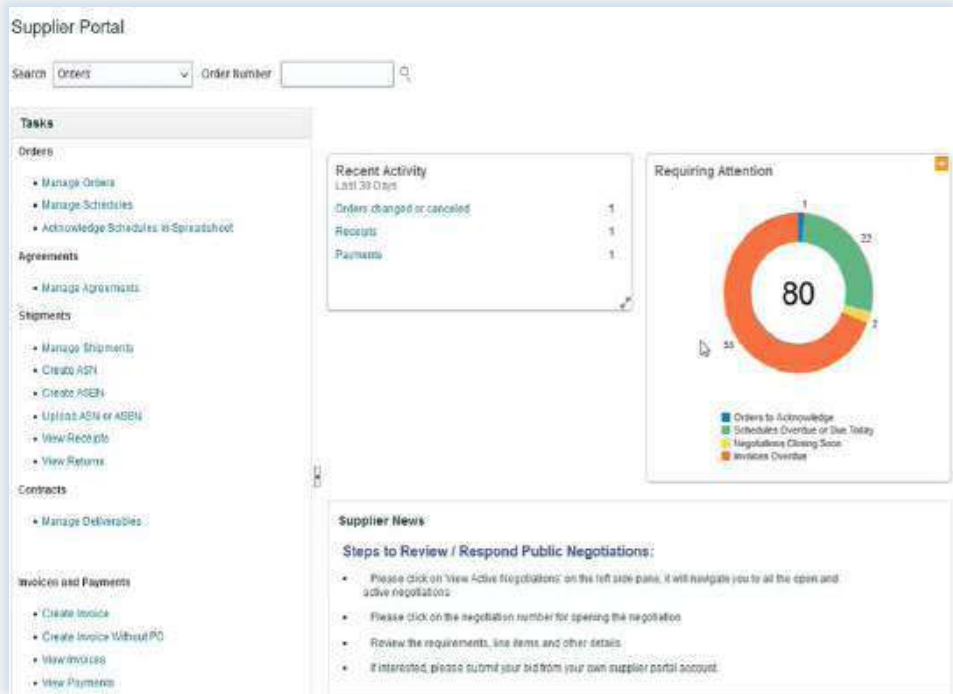 Supplier Portal
Search Orders Order Number
Tasks
Orders
Manage Orders
Manage Schedules
Acknowledge Schedules in Spreadsheet
Agreements
Manage Agreements
Shipments
Manage Shipments
Create ASN
Create ASBN
Upload ASN or ASBN
View Receipts
View Returns
Contracts
Manage Deliverables
Invoices and Payments
Create Invoice
Create Invoice Without PO
View Invoices
View Payments
Recent Activity
Last 30 Days
Orders changed or canceled 1
Receipts 1
Payments 1
Requiring Attention
1
22
2
55
80
Orders to Acknowledge
Schedules Overdue or Due Today
Negotiations Closing Soon
Invoices Overdue
Supplier News
Steps to Review / Respond Public Negotiations:
Please click on 'View Active Negotiations' on the left side pane, it will navigate you to all the open and
active negotiations
Please click on the negotiation number for opening the negotiation
Review the requirements, line items and other details
If interested, please submit your bid from your own supplier portal account.